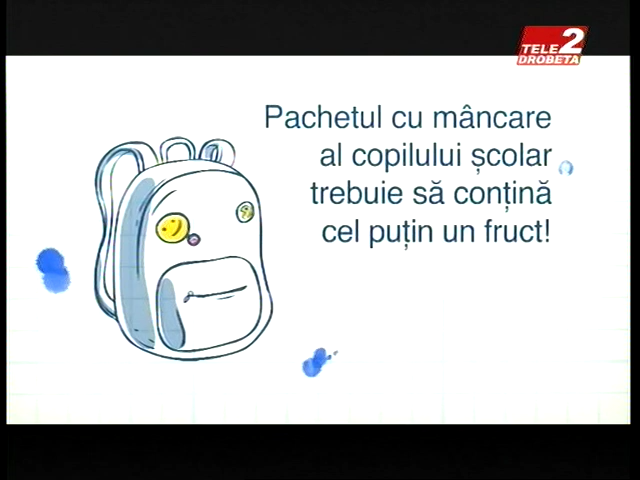 TELE 2
DROBETA
Pachetul cu mâncare
al copilului școlar
trebuie să conțină
cel puțin un fruct!